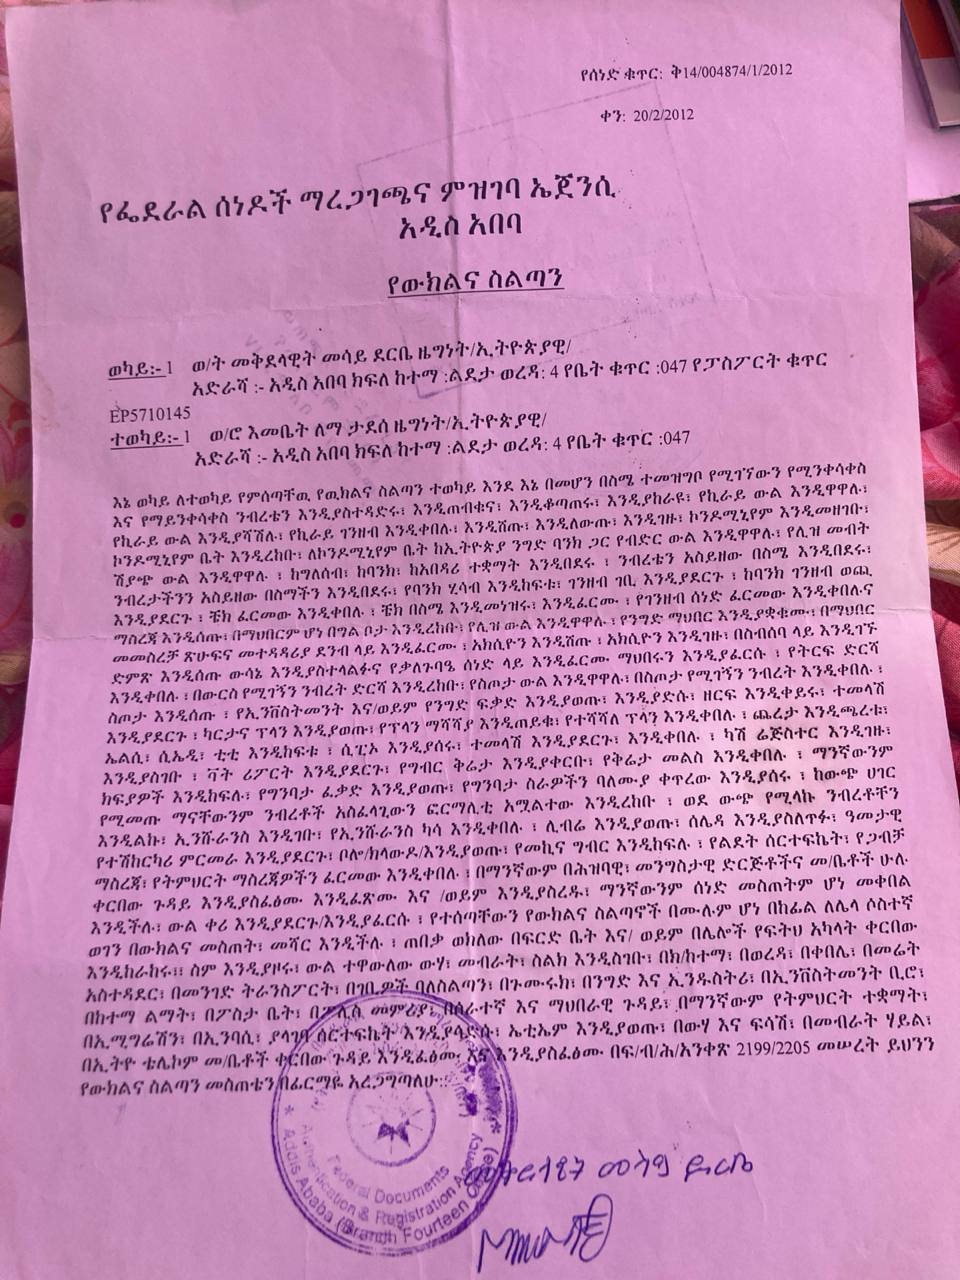 የሰነድ ቁጥር: ቅ14/004874/1/2012
ቀን: 20/2/2012
የፌደራል ሰነዶች ማረጋገጫና ምዝገባ ኤጀንሲ
አዲስ አበባ
የውክልና ስልጣን
ወካይ:- 1 ወ/ት መቅደላዊት መሳይ ደርቤ ዜግነት/ኢትዮጵያዊ/
አድራሻ :- አዲስ አበባ ክፍለ ከተማ :ልደታ ወረዳ: 4 የቤት ቁጥር :047 የፓስፖርት ቁጥር
EP5710145
ተወካይ:- 1 ወ/ሮ እመቤት ለማ ታደሰ ዜግነት/ኢትዮጵያዊ/
አድራሻ :- አዲስ አበባ ክፍለ ከተማ :ልደታ ወረዳ: 4 የቤት ቁጥር :047
እኔ ወካይ ለተወካይ የምሰጣቸዉ የዉክልና ስልጣን ተወካይ እንደ እኔ በመሆን በስሜ ተመዝግቦ የሚገኘውን የሚንቀሳቀስ
እና የማይንቀሳቀስ ንብረቴን እንዲያስተዳድሩ፣ እንዲጠብቁና፣ እንዲቆጣጠሩ፣ እንዲያከራዩ፣ የኪራይ ውል እንዲዋዋሉ፣
የኪራይ ውል እንዲያሻሽሉ፣ የኪራይ ገንዘብ እንዲቀበሉ፣ እንዲሸጡ፣ እንዲለውጡ፣ እንዲገዙ፣ ኮንዶሚኒየም እንዲመዘገቡ፣
ኮንዶሚኒየም ቤት እንዲረከቡ፣ ለኮንዶሚኒየም ቤት ከኢትዮጵያ ንግድ ባንክ ጋር የብድር ውል እንዲዋዋሉ፣ የሊዝ መብት
ሽያጭ ውል እንዲዋዋሉ ፣ ከግለሰብ፣ ከባንክ፣ ከአበዳሪ ተቋማት እንዲበደሩ ፣ ንብረቴን አስይዘው በስሜ እንዲበደሩ፣
ንብረታችንን አስይዘው በስማችን እንዲበደሩ፣ የባንክ ሂሳብ እንዲከፍቱ፣ ገንዘብ ገቢ እንዲያደርጉ ፣ ከባንክ ገንዘብ ወጪ
እንዲያደርጉ ፣ ቼክ ፈርመው እንዲቀበሉ ፣ ቼክ በስሜ እንዲመነዝሩ፣ እንዲፈርሙ ፣ የገንዘብ ሰነድ ፈርመው እንዲቀበሉና
ማስረጃ እንዲሰጡ፣ በማህበርም ሆነ በግል ቦታ እንዲረከቡ፣ የሊዝ ውል እንዲዋዋሉ ፣ የንግድ ማህበር እንዲያቋቁሙ፣ በማህበር
መመስረቻ ጽሁፍና መተዳዳሪያ ደንብ ላይ እንዲፈርሙ ፣ አክሲዮን እንዲሸጡ ፣ አክሲዮን እንዲገዙ፣ በስብሰባ ላይ እንዲገኙ
ድምጽ እንዲሰጡ ውሳኔ እንዲያስተላልፉና የቃለጉባዔ ሰነድ ላይ እንዲፈርሙ ማህበሩን እንዲያፈርሱ ፣ የትርፍ ድርሻ
እንዲቀበሉ ፣ በውርስ የሚገኝን ንብረት ድርሻ እንዲረከቡ፣ የስጦታ ውል እንዲዋዋሉ፣ በስጦታ የሚገኝን ንብረት እንዲቀበሉ ፣
ስጦታ እንዲሰጡ ፣ የኢንቨስትመንት እና/ወይም የንግድ ፍቃድ እንዲያወጡ፣ እንዲያድሱ፣ ዘርፍ እንዲቀይሩ፣ ተመላሽ
እንዲያደርጉ ፣ ካርታና ፕላን እንዲያወጡ፣ የፕላን ማሻሻያ እንዲጠይቁ፣ የተሻሻለ ፕላን እንዲቀበሉ ፣ ጨረታ እንዲጫረቱ፣
ኤልሲ፣ ሲኤዲ፣ ቲቲ እንዲከፍቱ ፣ ሲፒኦ እንዲያሰሩ፣ ተመላሽ እንዲያደርጉ፣ እንዲቀበሉ ፣ ካሽ ሬጅስተር እንዲገዙ፣
እንዲያስገቡ ፣ ቫት ሪፖርት እንዲያደርጉ፣ የግብር ቅሬታ እንዲያቀርቡ፣ የቅሬታ መልስ እንዲቀበሉ ፣ ማንኛውንም
ክፍያዎች እንዲከፍሉ፣ የግንባታ ፈቃድ እንዲያወጡ፣ የግንባታ ስራዎችን ባለሙያ ቀጥረው እንዲያሰሩ ፣ ከውጭ ሀገር
የሚመጡ ማናቸውንም ንብረቶች አስፈላጊውን ፎርማሊቲ አሟልተው እንዲረከቡ ፣ ወደ ውጭ የሚላኩ ንብረቶችን
እንዲልኩ፣ ኢንሹራንስ እንዲገቡ፣ የኢንሹራንስ ካሳ እንዲቀበሉ ፣ ሊብሬ እንዲያወጡ፣ ሰሌዳ እንዲያስለጥፉ፣ ዓመታዊ
የተሽከርካሪ ምርመራ እንዲያደርጉ፣ ቦሎ/ክላውዶ/እንዲያወጡ፣ የመኪና ግብር እንዲከፍሉ ፣ የልደት ሰርተፍኬት፣ የጋብቻ
ማስረጃ፣ የትምህርት ማስረጃዎችን ፈርመው እንዲቀበሉ ፣ በማንኛውም በሕዝባዊ፣ መንግስታዊ ድርጅቶችና መ/ቤቶች ሁሉ
ቀርበው ጉዳይ እንዲያስፈፅሙ እንዲፈጽሙ እና /ወይም እንዲያስረዱ፣ ማንኛውንም ሰነድ መስጠትም ሆነ መቀበል
እንዲችሉ፣ ውል ቀሪ እንዲያደርጉ/እንዲያፈርሱ ፣ የተሰጣቸውን የውክልና ስልጣኖች በሙሉም ሆነ በከፊል ለሌላ ሶስተኛ
ወገን በውክልና መስጠት፣ መሻር እንዲችሉ ፣ ጠበቃ ወክለው በፍርድ ቤት እና/ ወይም በሌሎች የፍትህ አካላት ቀርበው
እንዲከራከሩ፡፡ ስም እንዲያዞሩ፣ ውል ተዋውለው ውሃ፣ መብራት፣ ስልክ እንዲስገቡ፣ በክ/ከተማ፣ በወረዳ፣ በቀበሌ፣ በመሬት
አስተዳደር፣ በመንገድ ትራንስፖርት፣ በገቢዎች ባለስልጣን፣ በጉመሩክ፣ በንግድ እና ኢንዱስትሪ፣ በኢንቨስትመንት ቢሮ፣
በከተማ ልማት፣ በፖስታ ቤት፣ በፖሊስ መምሪያ፣ በሰራተኛ እና ማህበራዊ ጉዳይ፣ በማንኛውም የትምህርት ተቋማት፣
በኢሚግሬሽን፣ በኢንባሲ፣ ያላገባ ሰርተፍኬት እንዲያሳድሱ፣ ኤቲኤም እንዲያወጡ፣ በውሃ እና ፍሳሽ፣ በመብራት ሃይል፣
በኢትዮ ቴሌኮም መ/ቤቶች ቀርበው ጉዳይ እንዲፈፅሙ እና እንዲያስፈፅሙ በፍ/ብ/ሕ/አንቀጽ 2199/2205 መሠረት ይህንን
የውክልና ስልጣን መስጠቴን በፊርማዬ አረጋግጣለሁ፡፡
Federal Documents
Authentication & Registration Agency
Addis Ababa (Branch Fourteen Office)
መሳይ ደርቤ